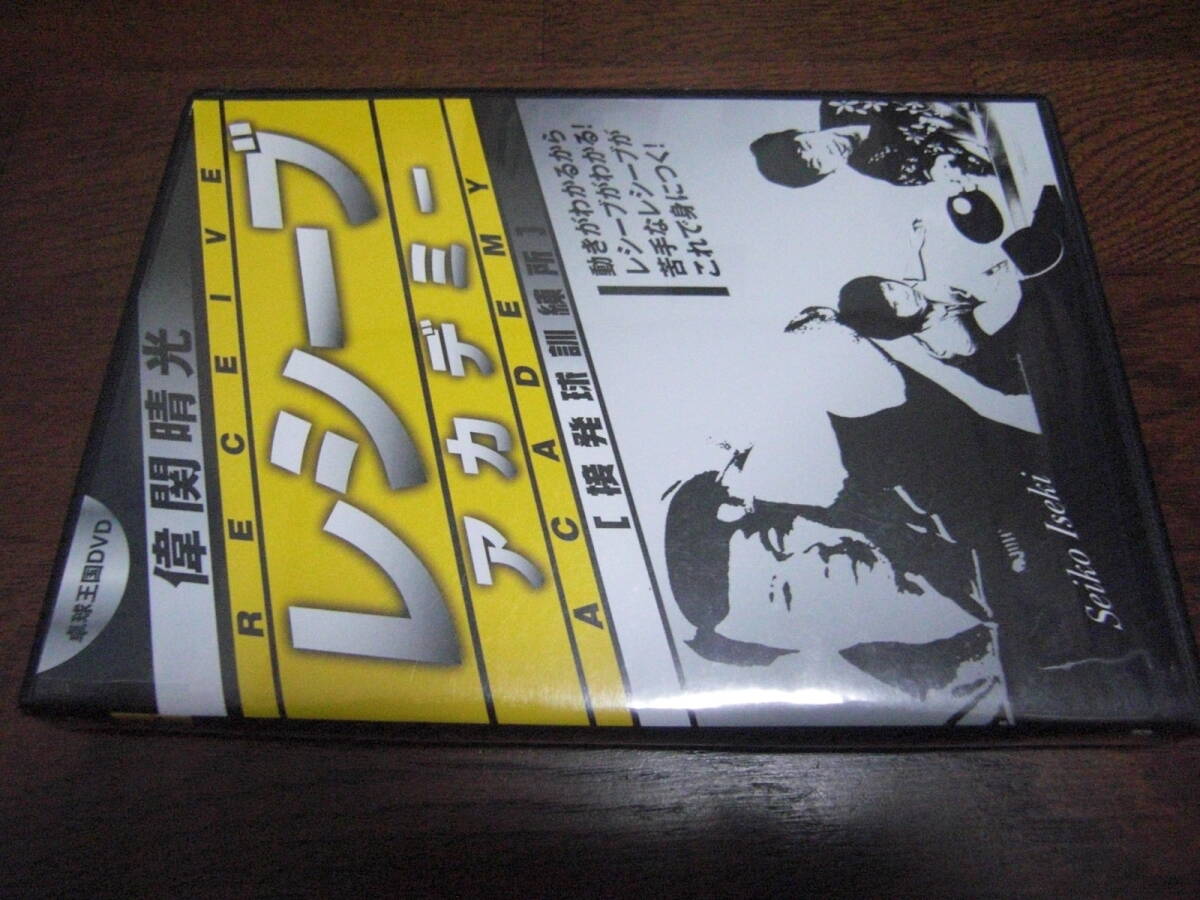 卓球王国DVD
偉関晴光
RECEIVE
レシーブ
アカデミー
ACADEMY
[接発球訓練所]
動きがわかるから
レシーブがわかる!
苦手なレシーブが
これで身につく!
Seiko Iseki